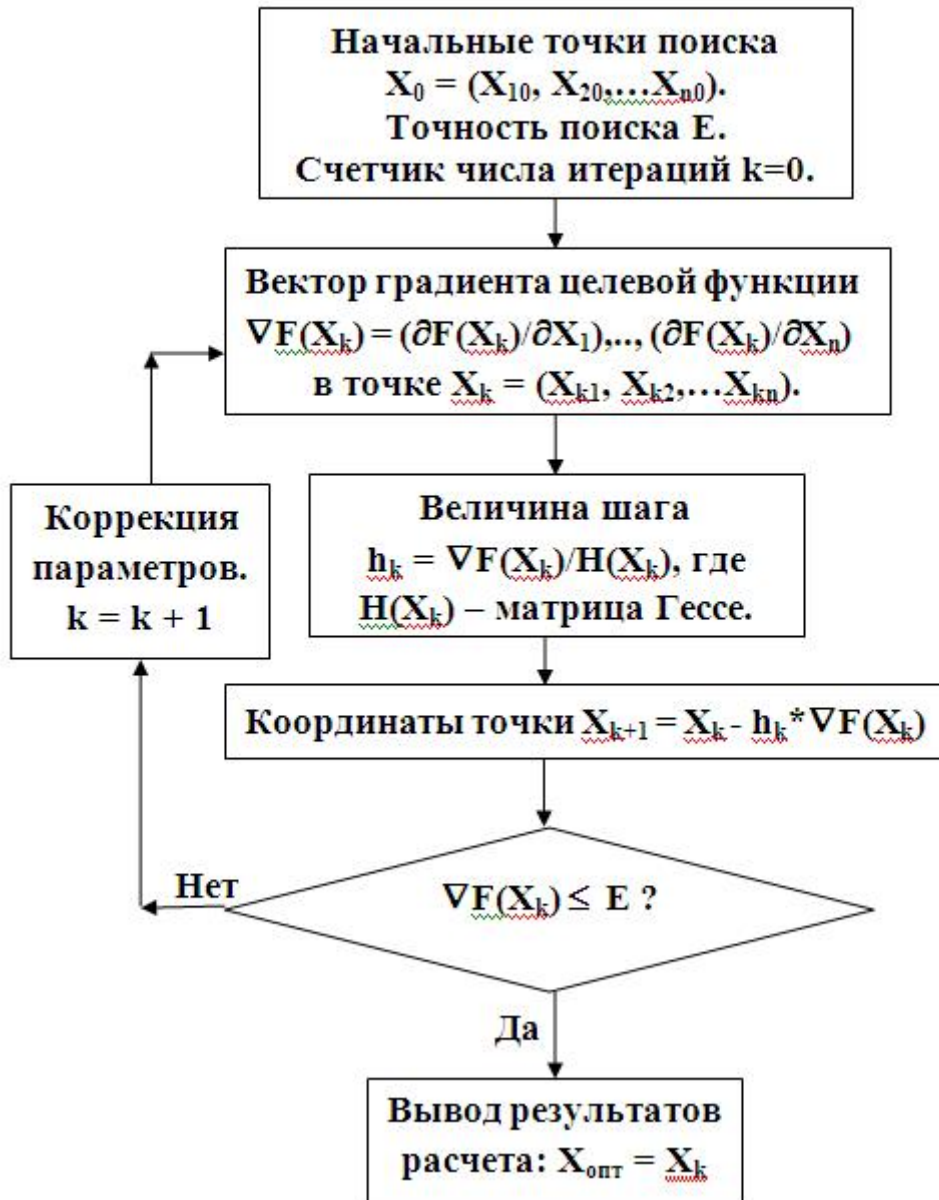 Начальные точки поиска
X₀ = (X₁₀, X₂₀,…Xₙ₀).
Точность поиска E.
Счетчик числа итераций k=0.
Вектор градиента целевой функции
∇F(Xₖ) = (∂F(Xₖ)/∂X₁),.., (∂F(Xₖ)/∂Xₙ)
в точке Xₖ = (Xₖ₁, Xₖ₂,…Xₖₙ).
Величина шага
hₖ = ∇F(Xₖ)/H(Xₖ), где
H(Xₖ) – матрица Гессе.
Коррекция
параметров.
k = k + 1
Координаты точки Xₖ₊₁ = Xₖ - hₖ*∇F(Xₖ)
∇F(Xₖ) ≤ E ?
Нет
Да
Вывод результатов
расчета: Xопт = Xₖ